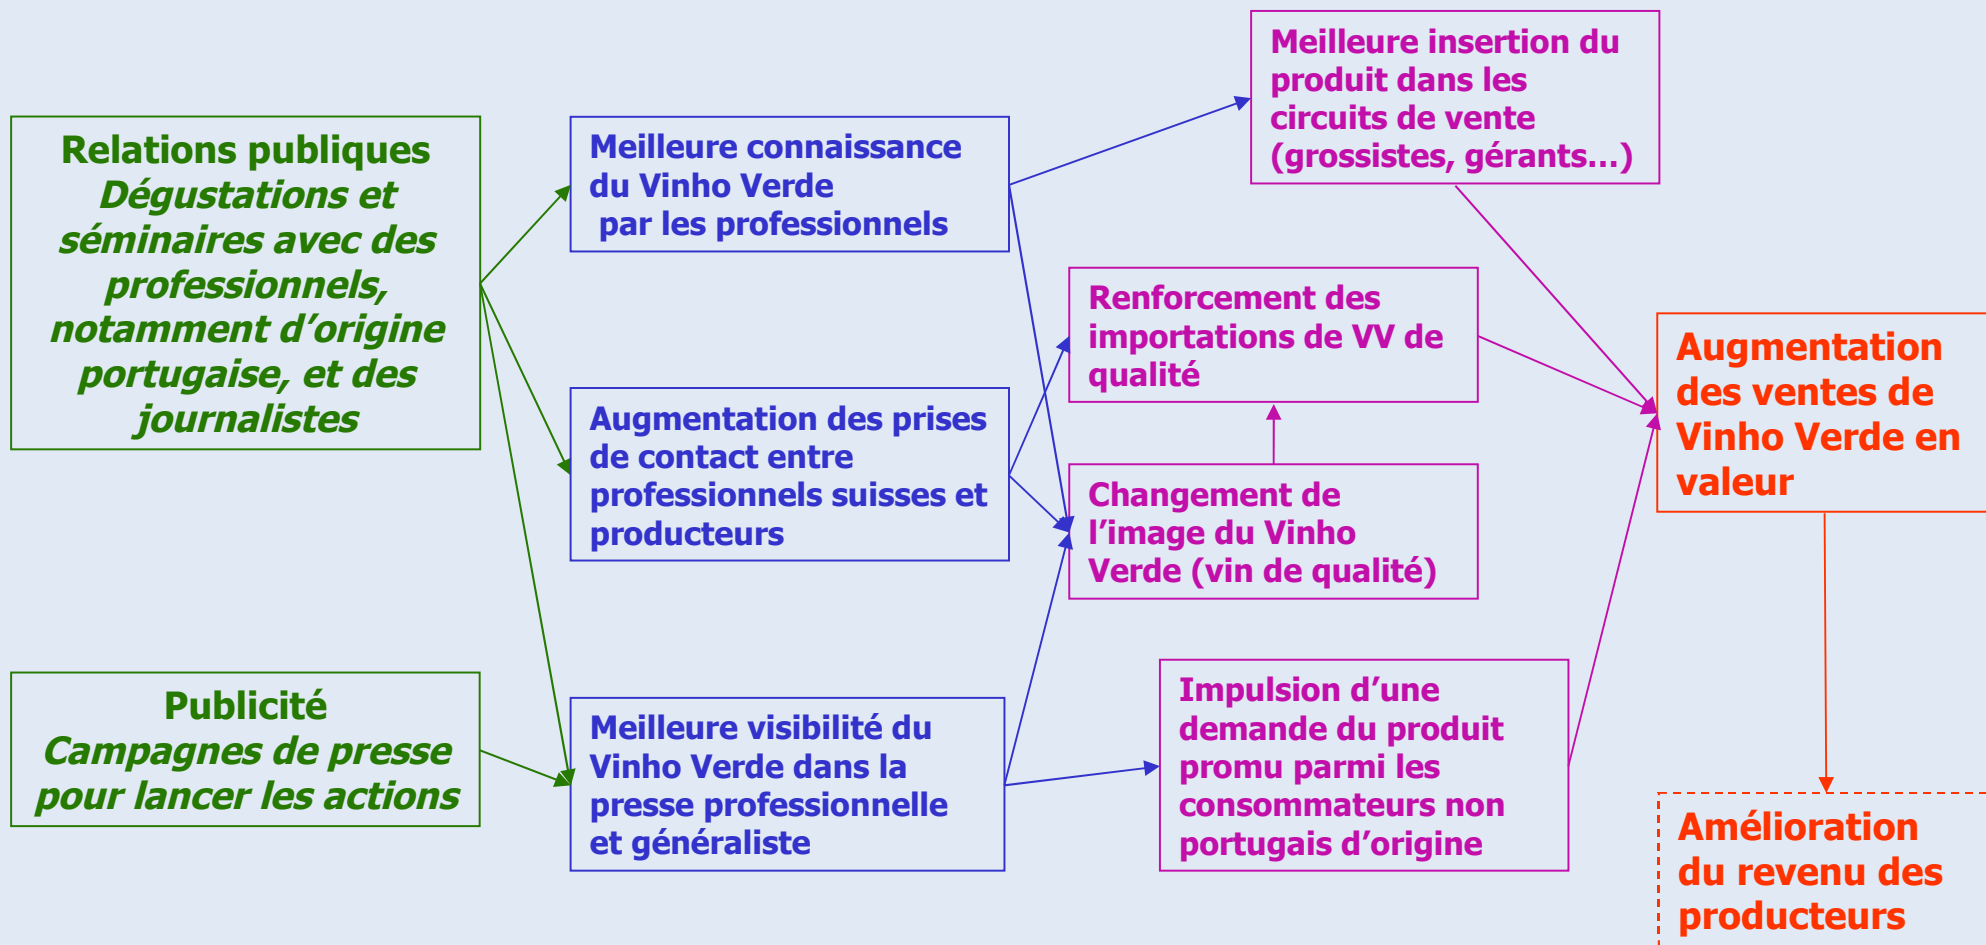 Relations publiques
Dégustations et
séminaires avec des
professionnels,
notamment d’origine
portugaise, et des
journalistes
Publicité
Campagnes de presse
pour lancer les actions
Meilleure connaissance
du Vinho Verde
par les professionnels
Augmentation des prises
de contact entre
professionnels suisses et
producteurs
Meilleure visibilité du
Vinho Verde dans la
presse professionnelle
et généraliste
Meilleure insertion du
produit dans les
circuits de vente
(grossistes, gérants...)
Renforcement des
importations de VV de
qualité
Changement de
l’image du Vinho
Verde (vin de qualité)
Impulsion d’une
demande du produit
promu parmi les
consommateurs non
portugais d’origine
Augmentation
des ventes de
Vinho Verde en
valeur
Amélioration
du revenu des
producteurs